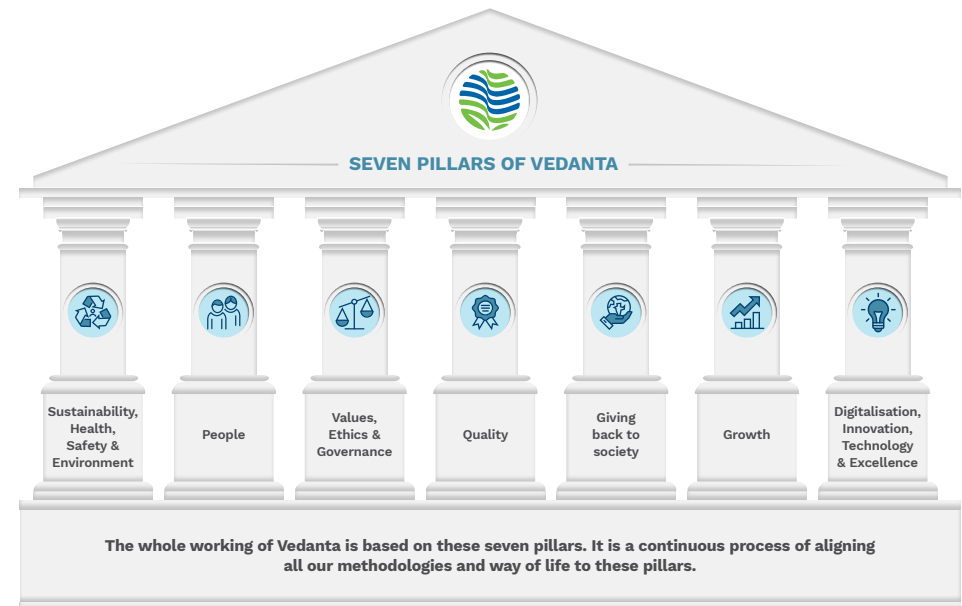 SEVEN PILLARS OF VEDANTA
Sustainability,
Health,
Safety &
Environment
People
Values,
Ethics &
Governance
Quality
Giving
back to
society
Growth
Digitalisation,
Innovation,
Technology
& Excellence
The whole working of Vedanta is based on these seven pillars. It is a continuous process of aligning
all our methodologies and way of life to these pillars.